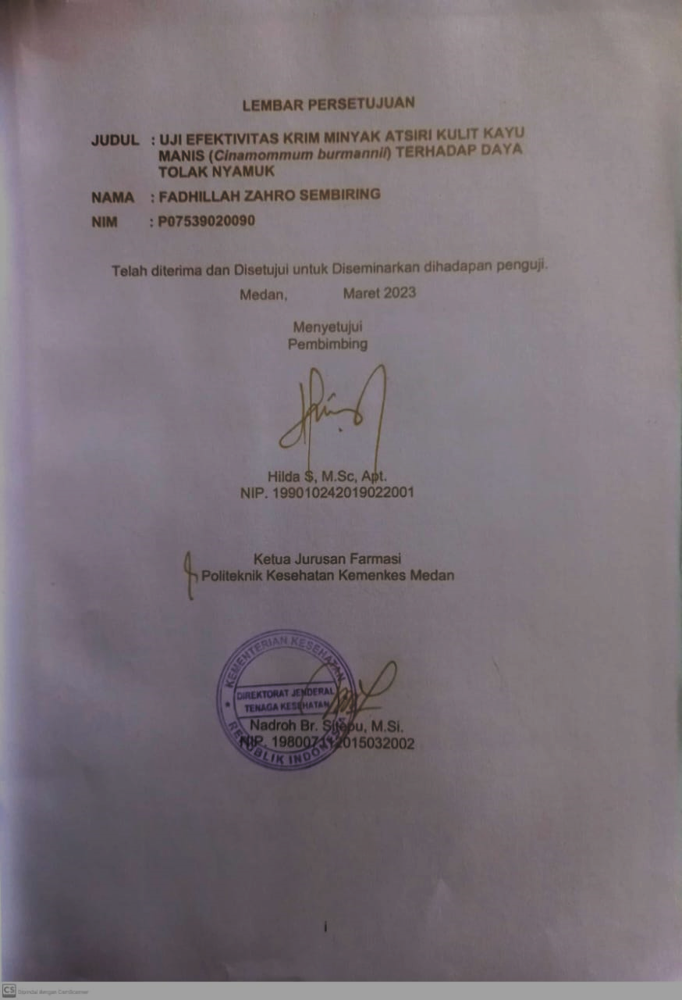 LEMBAR PERSETUJUAN
JUDUL : UJI EFEKTIVITAS KRIM MINYAK ATSIRI KULIT KAYU
MANIS (Cinamommum burmannii) TERHADAP DAYA
TOLAK NYAMUK
NAMA : FADHILLAH ZAHRO SEMBIRING
NIM : P07539020090
Telah diterima dan Disetujui untuk Diseminarkan dihadapan penguji.
Medan, Maret 2023
Menyetujui
Pembimbing
Hilda S, M.Sc, Apt.
NIP. 199010242019022001
Ketua Jurusan Farmasi
Politeknik Kesehatan Kemenkes Medan
KEMENTERIAN KESEHATAN
DIREKTORAT JENDERAL
TENAGA KESEHATAN
REPUBLIK INDONESIA
Nadroh Br. Sitepu, M.Si.
NIP. 198007112015032002
i
CS Dipindai dengan CamScanner